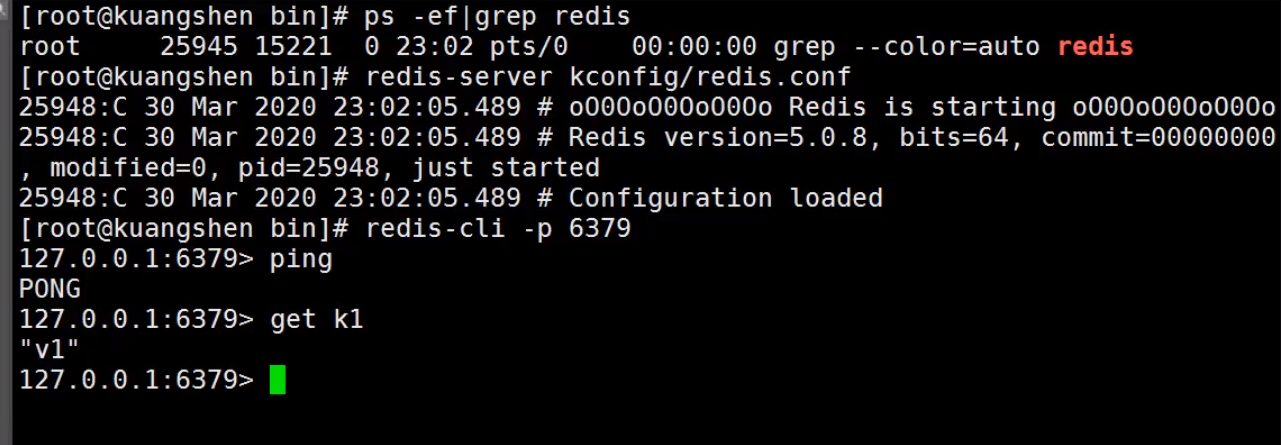 [root@kuangshen bin]# ps -ef|grep redis
root     25945 15221  0 23:02 pts/0    00:00:00 grep --color=auto redis
[root@kuangshen bin]# redis-server kconfig/redis.conf
25948:C 30 Mar 2020 23:02:05.489 # oO0OoO0OoO0Oo Redis is starting oO0OoO0OoO0Oo
25948:C 30 Mar 2020 23:02:05.489 # Redis version=5.0.8, bits=64, commit=00000000
, modified=0, pid=25948, just started
25948:C 30 Mar 2020 23:02:05.489 # Configuration loaded
[root@kuangshen bin]# redis-cli -p 6379
127.0.0.1:6379> ping
PONG
127.0.0.1:6379> get k1
"v1"
127.0.0.1:6379>